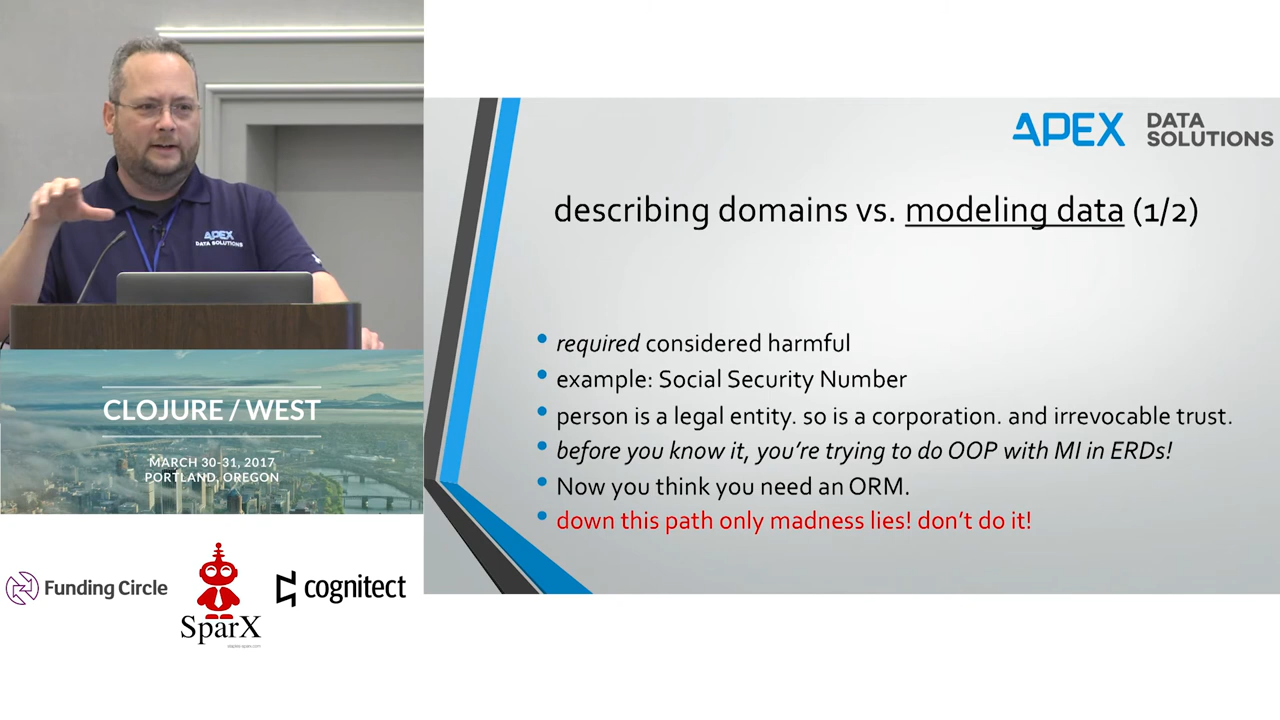 APEX
DATA SOLUTIONS
CLOJURE / WEST
MARCH 30-31, 2017
PORTLAND, OREGON
Funding Circle
SparX
cognitect
APEX DATA
SOLUTIONS
describing domains vs. modeling data (1/2)
• required considered harmful
• example: Social Security Number
• person is a legal entity. so is a corporation. and irrevocable trust.
• before you know it, you’re trying to do OOP with MI in ERDs!
• Now you think you need an ORM.
• down this path only madness lies! don’t do it!